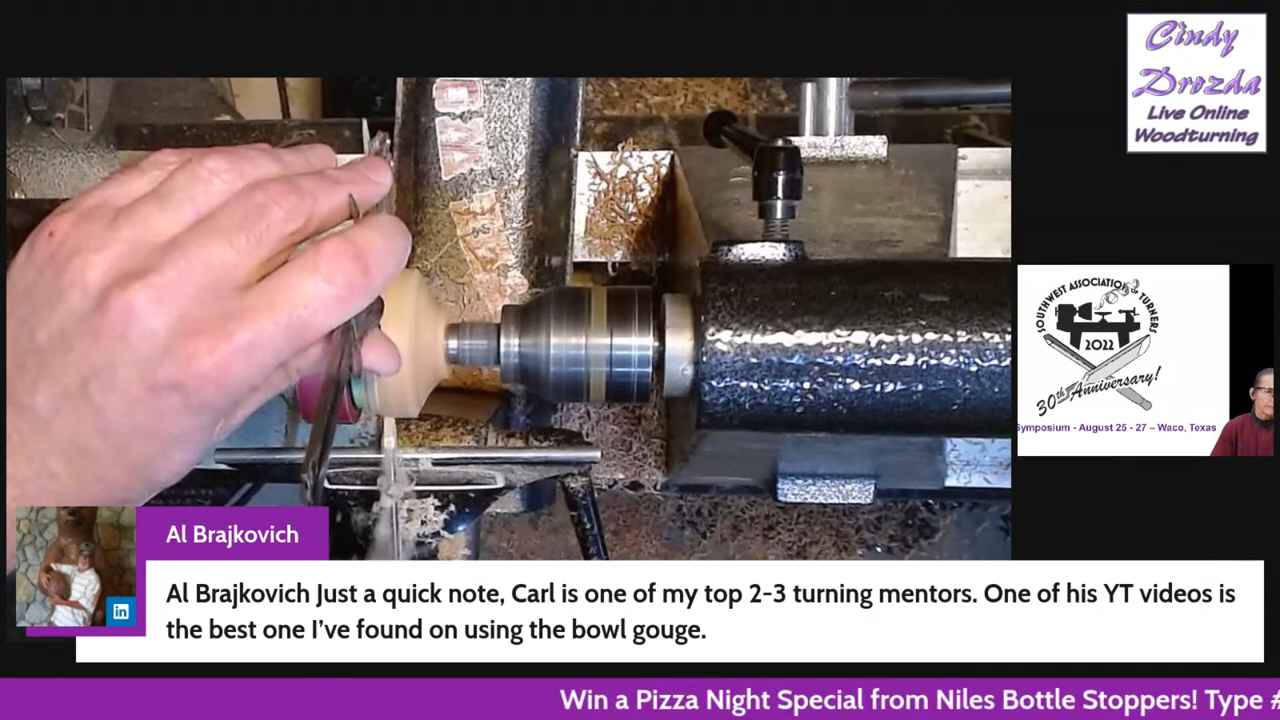 Cindy
Drozda
Live Online
Woodturning
SOUTHWEST ASSOCIATION OF TURNERS
2022
30th Anniversary!
Symposium - August 25 - 27 – Waco, Texas
Al Brajkovich
in
Al Brajkovich Just a quick note, Carl is one of my top 2-3 turning mentors. One of his YT videos is
the best one I've found on using the bowl gouge.
Win a Pizza Night Special from Niles Bottle Stoppers! Type #